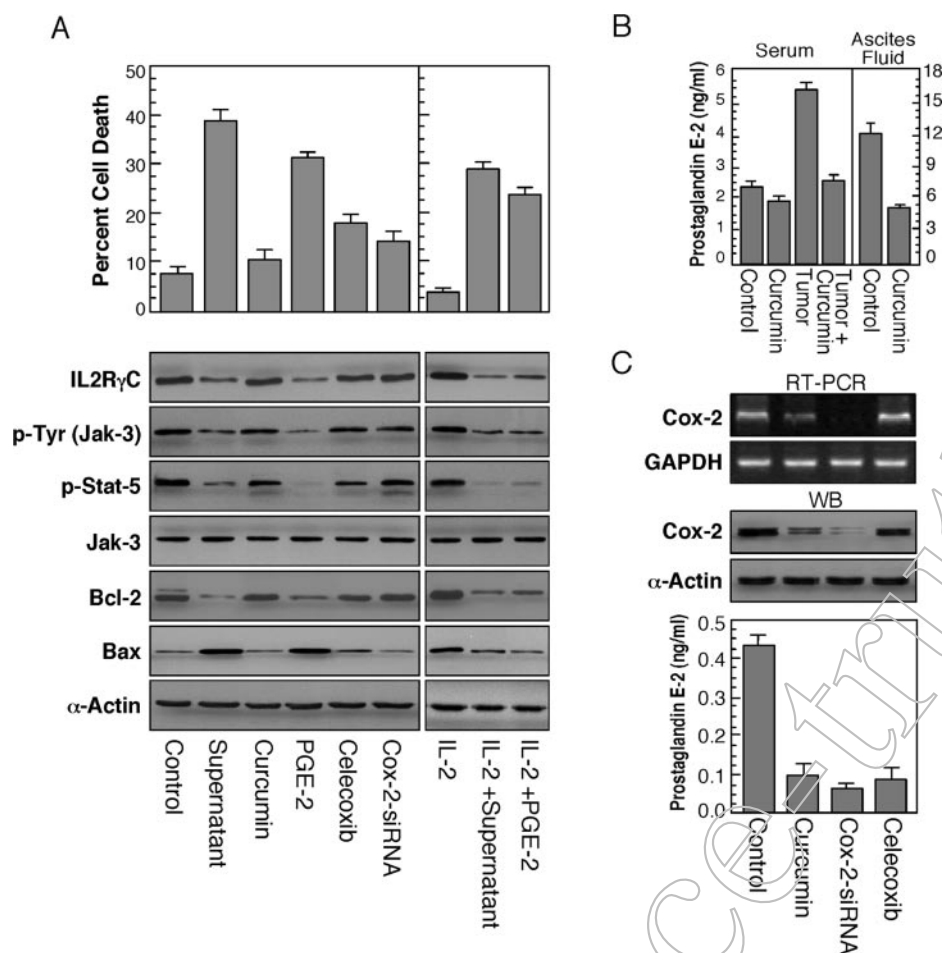 A
Percent Cell Death
50
40
30
20
10
0
IL2RγC
p-Tyr (Jak-3)
p-Stat-5
Jak-3
Bcl-2
Bax
α-Actin
Control
Supernatant
Curcumin
PGE-2
Celecoxib
Cox-2-siRNA
IL-2
IL-2 +Supernatant
IL-2 +PGE-2
B
Serum
Ascites
Fluid
Prostaglandin E-2 (ng/ml)
6
5
4
3
2
1
0
18
15
12
9
6
3
0
Control
Curcumin
Tumor
Tumor +
Curcumin
Control
Curcumin
C
RT-PCR
Cox-2
GAPDH
WB
Cox-2
α-Actin
Prostaglandin E-2 (ng/ml)
0.5
0.4
0.3
0.2
0.1
0.0
Control
Curcumin
Cox-2-siRNA
Celecoxib